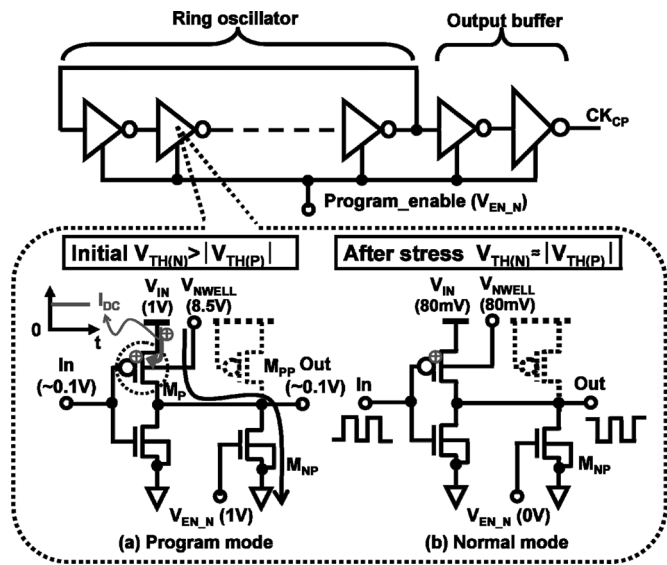 Ring oscillator
Output buffer
CK_CP
Program_enable (V_EN_N)
Initial V_TH(N)>|V_TH(P)|
After stress V_TH(N)≈|V_TH(P)|
V_IN
(1V)
V_NWELL
(8.5V)
I_DC
0
t
In
(~0.1V)
M_P
M_PP
Out
(~0.1V)
M_NP
V_EN_N (1V)
(a) Program mode
V_IN
(80mV)
V_NWELL
(80mV)
In
Out
M_NP
V_EN_N (0V)
(b) Normal mode